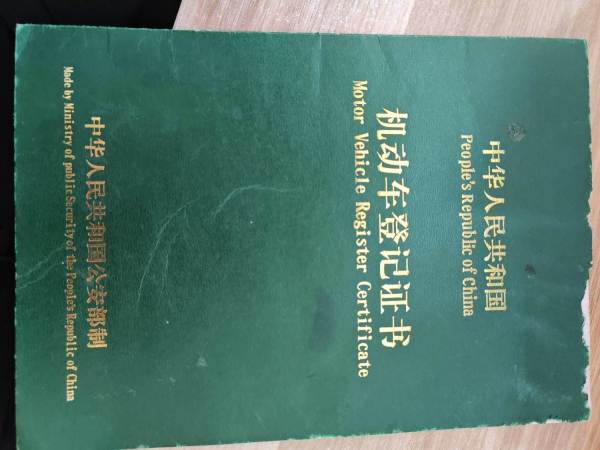 中华人民共和国
People's Republic of China
机动车登记证书
Motor Vehicle Register Certificate
中华人民共和国公安部制
Made by Ministry of public Security of the People's Republic of China